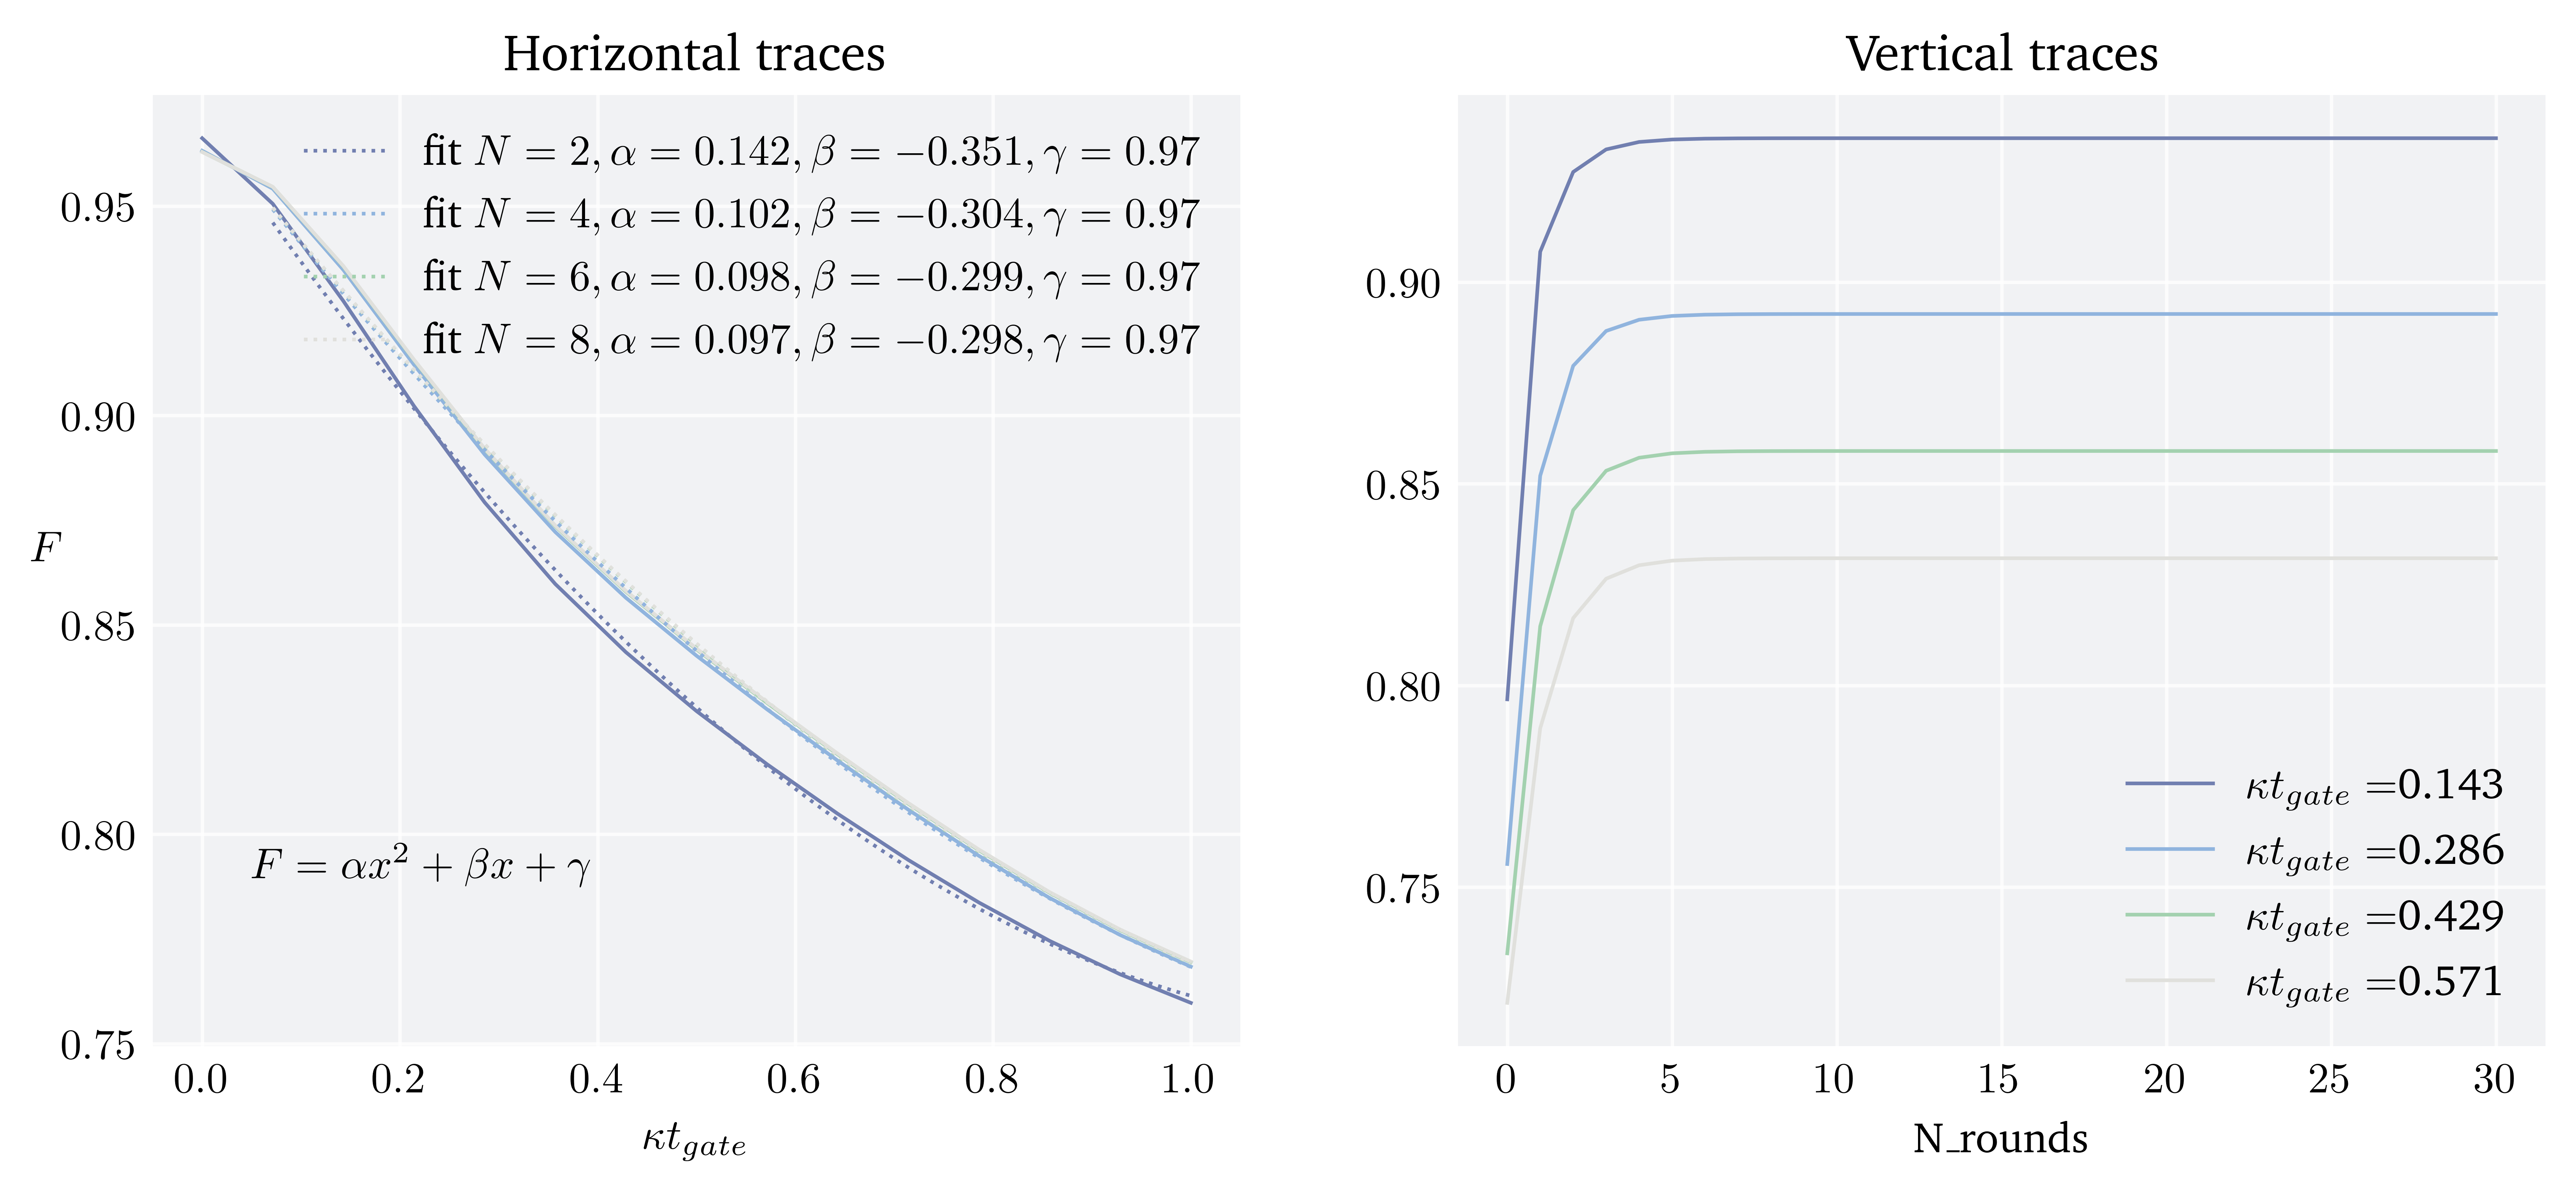 Horizontal traces
fit N = 2, α = 0.142, β = −0.351, γ = 0.97
fit N = 4, α = 0.102, β = −0.304, γ = 0.97
fit N = 6, α = 0.098, β = −0.299, γ = 0.97
fit N = 8, α = 0.097, β = −0.298, γ = 0.97
0.95
0.90
0.85
0.80
0.75
F
F = αx² + βx + γ
0.0 0.2 0.4 0.6 0.8 1.0
κt_gate
Vertical traces
0.90
0.85
0.80
0.75
κt_gate =0.143
κt_gate =0.286
κt_gate =0.429
κt_gate =0.571
0 5 10 15 20 25 30
N_rounds